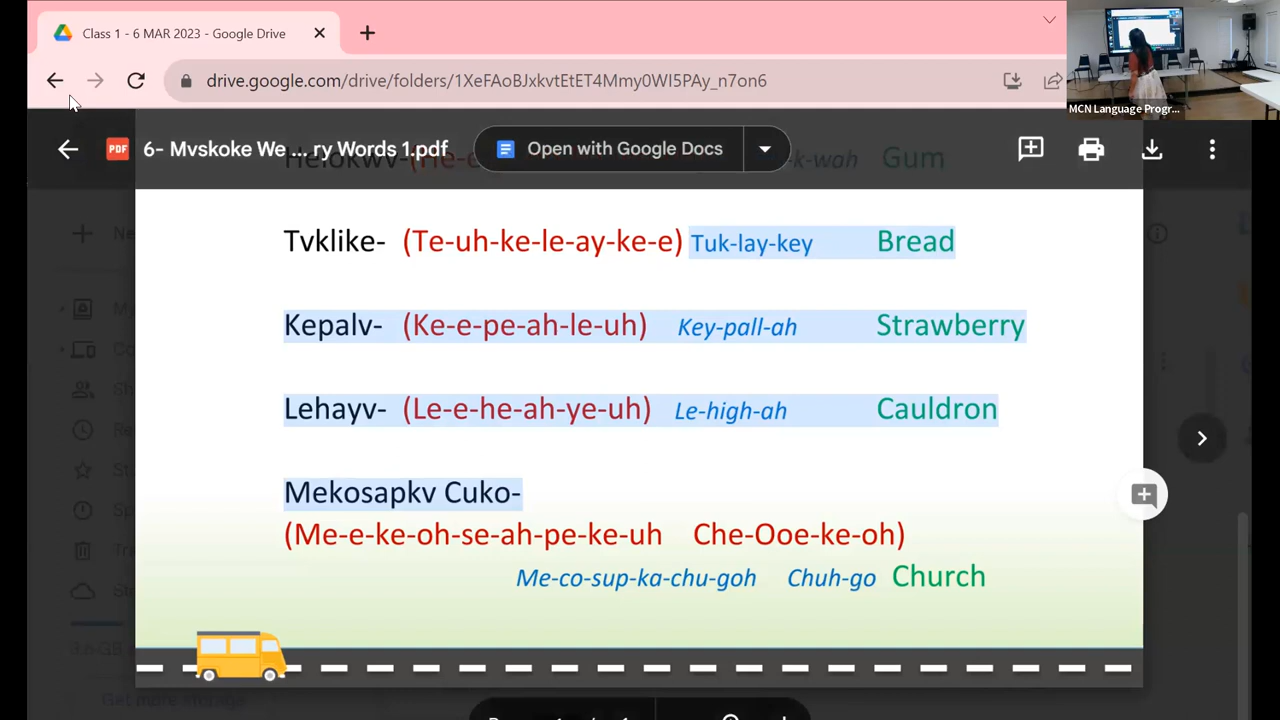 Class 1 - 6 MAR 2023 - Google Drive
drive.google.com/drive/folders/1XeFAoBJxkvtEtET4Mmy0WI5PAy_n7on6
MCN Language Progr...
6- Mvskoke We ... ry Words 1.pdf
Open with Google Docs
Helokwv- Gum
Tvklike- (Te-uh-ke-le-ay-ke-e) Tuk-lay-key Bread
Kepalv- (Ke-e-pe-ah-le-uh) Key-pall-ah Strawberry
Lehayv- (Le-e-he-ah-ye-uh) Le-high-ah Cauldron
Mekosapkv Cuko-
(Me-e-ke-oh-se-ah-pe-ke-uh Che-Ooe-ke-oh)
Me-co-sup-ka-chu-goh Chuh-go Church
Get more storage